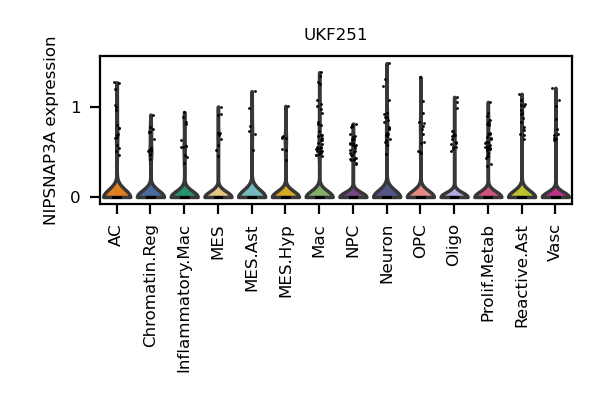 UKF251
NIPSNAP3A expression
1
0
AC
Chromatin.Reg
Inflammatory.Mac
MES
MES.Ast
MES.Hyp
Mac
NPC
Neuron
OPC
Oligo
Prolif.Metab
Reactive.Ast
Vasc